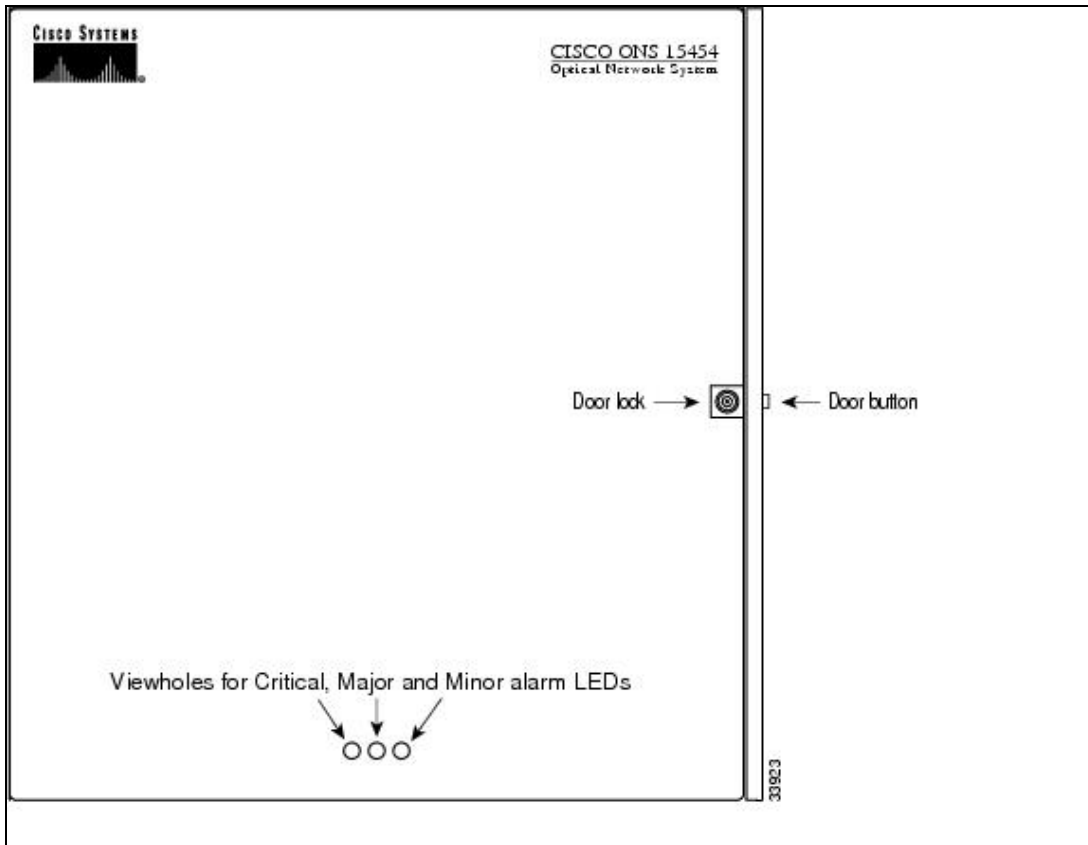 CISCO SYSTEMS
CISCO ONS 15454
Optical Network System
Door lock
Door button
Viewholes for Critical, Major and Minor alarm LEDs
33923